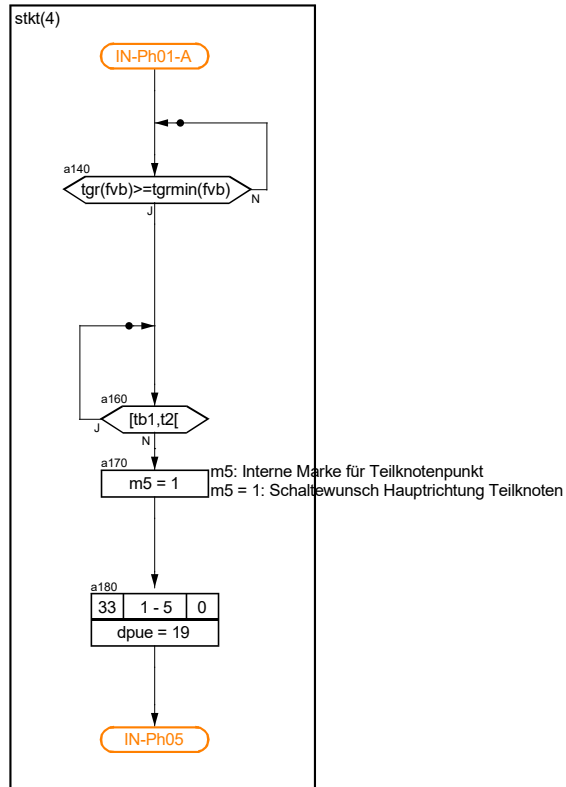 stkt(4)
IN-Ph01-A
a140
tgr(fvb)>=tgrmin(fvb)
N
J
a160
[tb1,t2[
J
N
a170
m5 = 1
m5: Interne Marke für Teilknotenpunkt
m5 = 1: Schaltewunsch Hauptrichtung Teilknoten
a180
33 1 - 5 0
dpue = 19
IN-Ph05